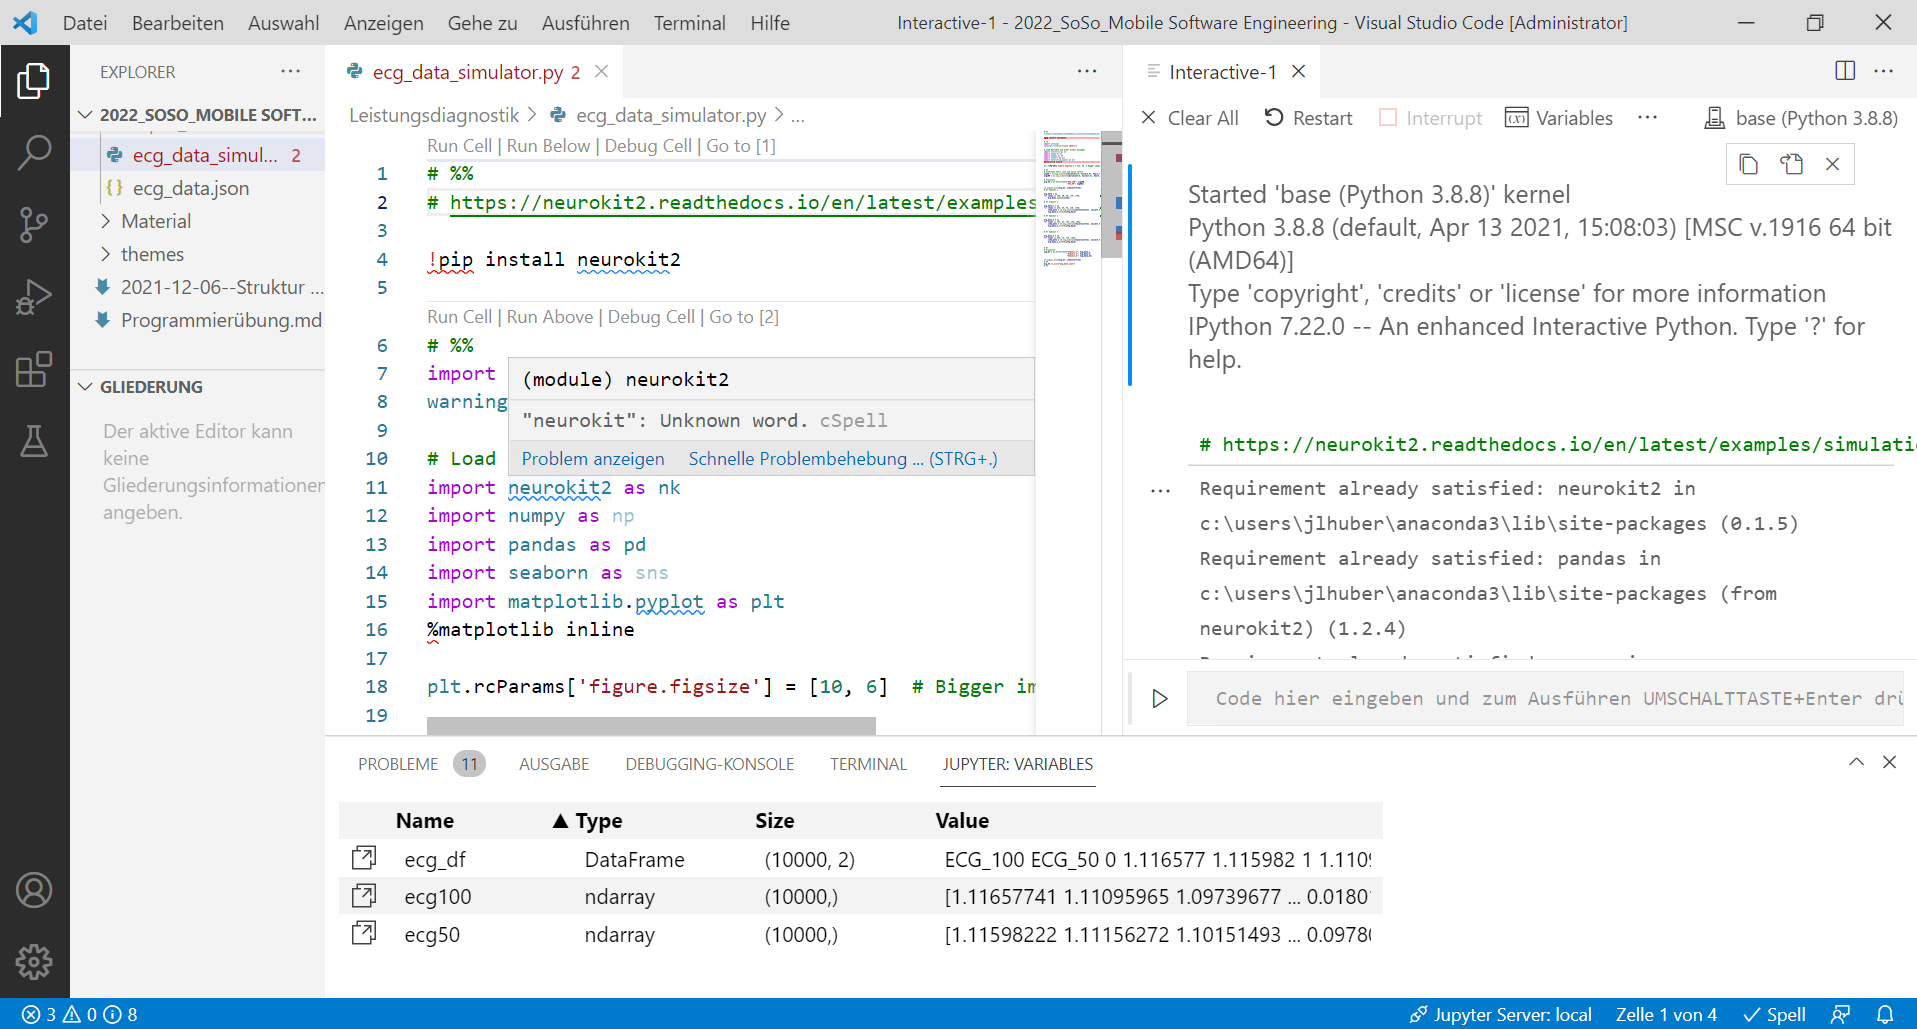 Datei Bearbeiten Auswahl Anzeigen Gehe zu Ausführen Terminal Hilfe Interactive-1 - 2022_SoSo_Mobile Software Engineering - Visual Studio Code [Administrator]
EXPLORER
2022_SOSO_MOBILE SOFT...
ecg_data_simul... 2
ecg_data.json
Material
themes
2021-12-06--Struktur ...
Programmierübung.md
GLIEDERUNG
Der aktive Editor kann
keine
Gliederungsinformationen
angeben.
ecg_data_simulator.py 2
Leistungsdiagnostik > ecg_data_simulator.py > ...
Run Cell | Run Below | Debug Cell | Go to [1]
1 # %%
2 # https://neurokit2.readthedocs.io/en/latest/examples
3
4 !pip install neurokit2
5
Run Cell | Run Above | Debug Cell | Go to [2]
6 # %%
7 import
8 warning
9
10 # Load
11 import neurokit2 as nk
12 import numpy as np
13 import pandas as pd
14 import seaborn as sns
15 import matplotlib.pyplot as plt
16 %matplotlib inline
17
18 plt.rcParams['figure.figsize'] = [10, 6] # Bigger im
19
(module) neurokit2
"neurokit": Unknown word. cSpell
Problem anzeigen Schnelle Problembehebung ... (STRG+.)
Interactive-1
Clear All Restart Interrupt Variables ... base (Python 3.8.8)
Started 'base (Python 3.8.8)' kernel
Python 3.8.8 (default, Apr 13 2021, 15:08:03) [MSC v.1916 64 bit
(AMD64)]
Type 'copyright', 'credits' or 'license' for more information
IPython 7.22.0 -- An enhanced Interactive Python. Type '?' for
help.
# https://neurokit2.readthedocs.io/en/latest/examples/simulati
Requirement already satisfied: neurokit2 in
c:\users\jlhuber\anaconda3\lib\site-packages (0.1.5)
Requirement already satisfied: pandas in
c:\users\jlhuber\anaconda3\lib\site-packages (from
neurokit2) (1.2.4)
Code hier eingeben und zum Ausführen UMSCHALTTASTE+Enter drü
PROBLEME 11 AUSGABE DEBUGGING-KONSOLE TERMINAL JUPYTER: VARIABLES
Name ▲ Type Size Value
ecg_df DataFrame (10000, 2) ECG_100 ECG_50 0 1.116577 1.115982 1 1.1109
ecg100 ndarray (10000,) [1.11657741 1.11095965 1.09739677 ... 0.01801
ecg50 ndarray (10000,) [1.11598222 1.11156272 1.10151493 ... 0.09780
3 0 8 Jupyter Server: local Zelle 1 von 4 Spell